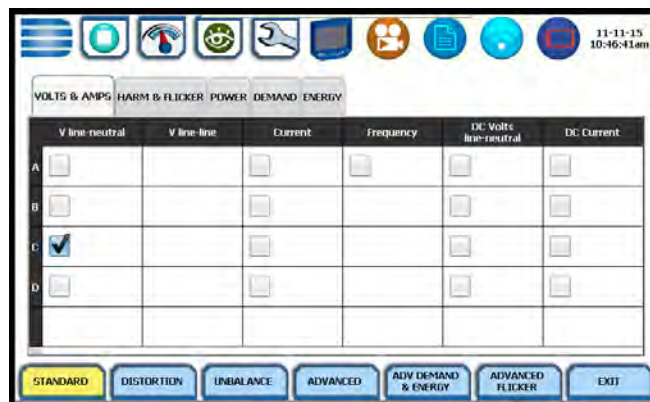 11-11-15
10:46:41am
VOLTS & AMPS HARM & FLICKER POWER DEMAND ENERGY
V line-neutral V line-line Current Frequency DC Volts line-neutral DC Current
A
B
C
D
STANDARD DISTORTION UNBALANCE ADVANCED ADV DEMAND & ENERGY ADVANCED FLICKER EXIT